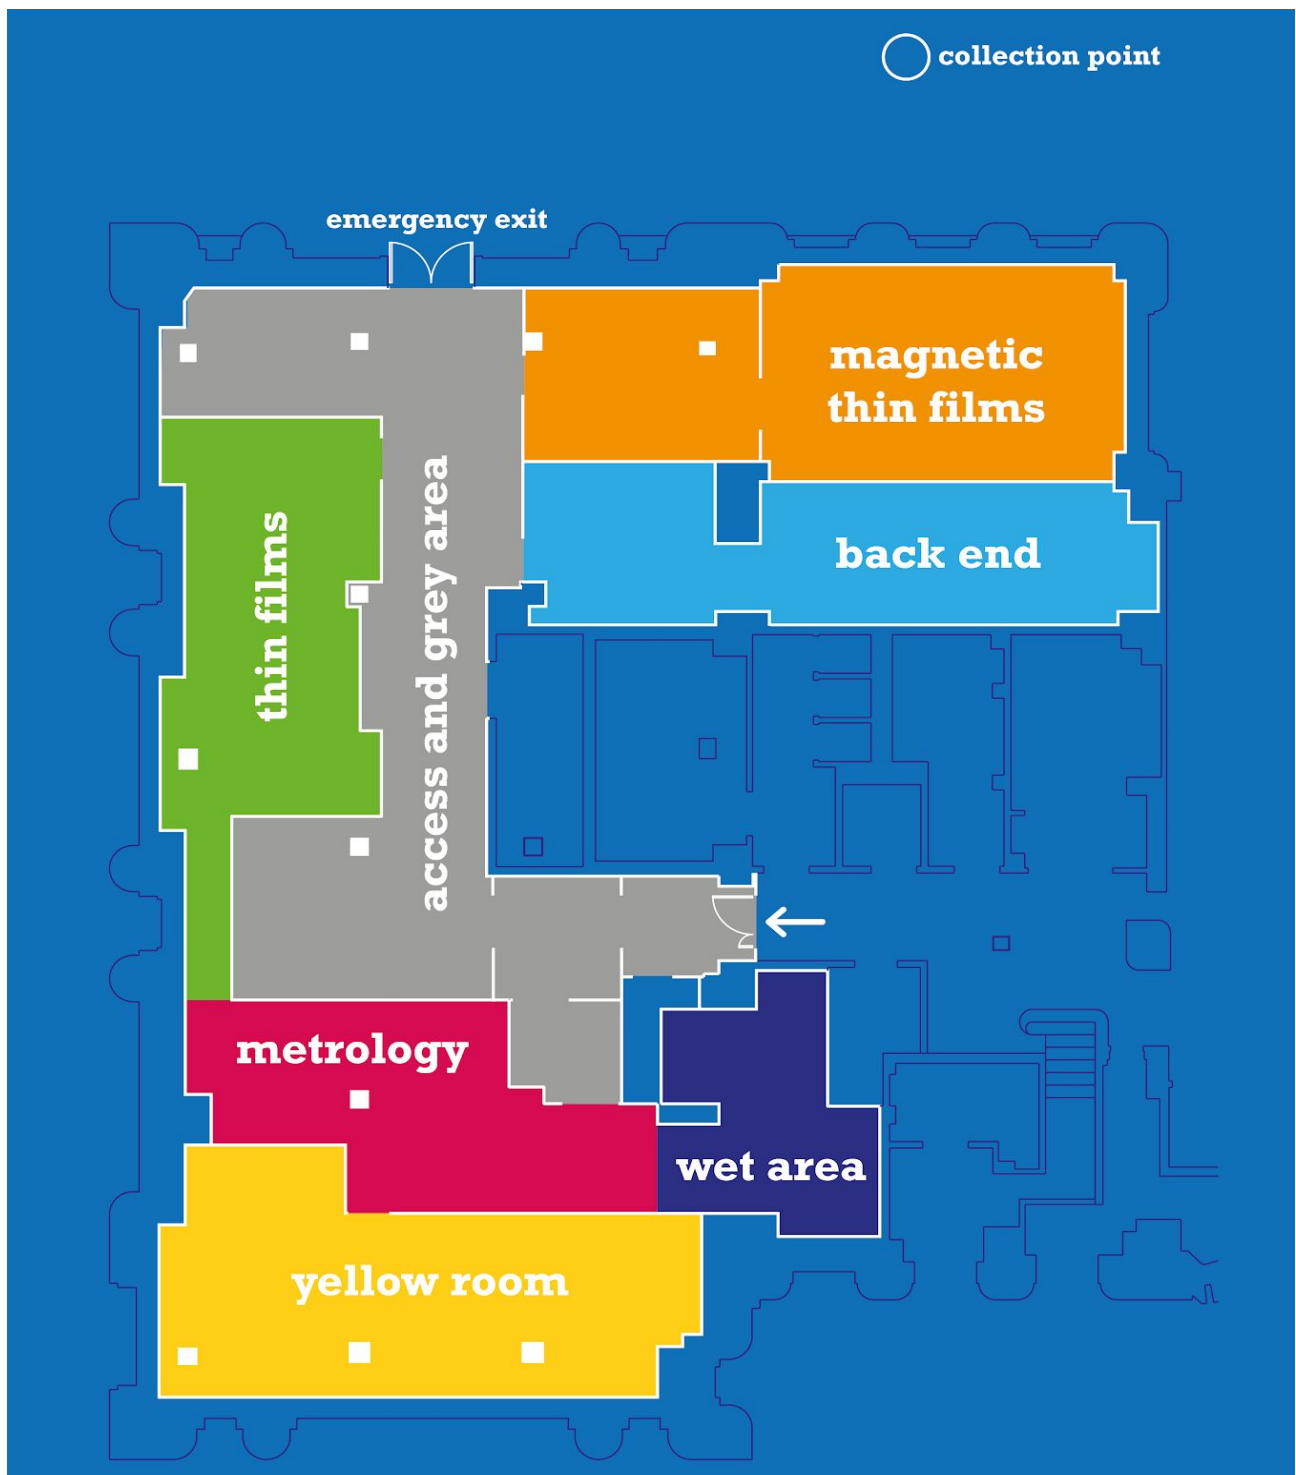 collection point
emergency exit
magnetic
thin films
back end
thin films
access and grey area
metrology
wet area
yellow room